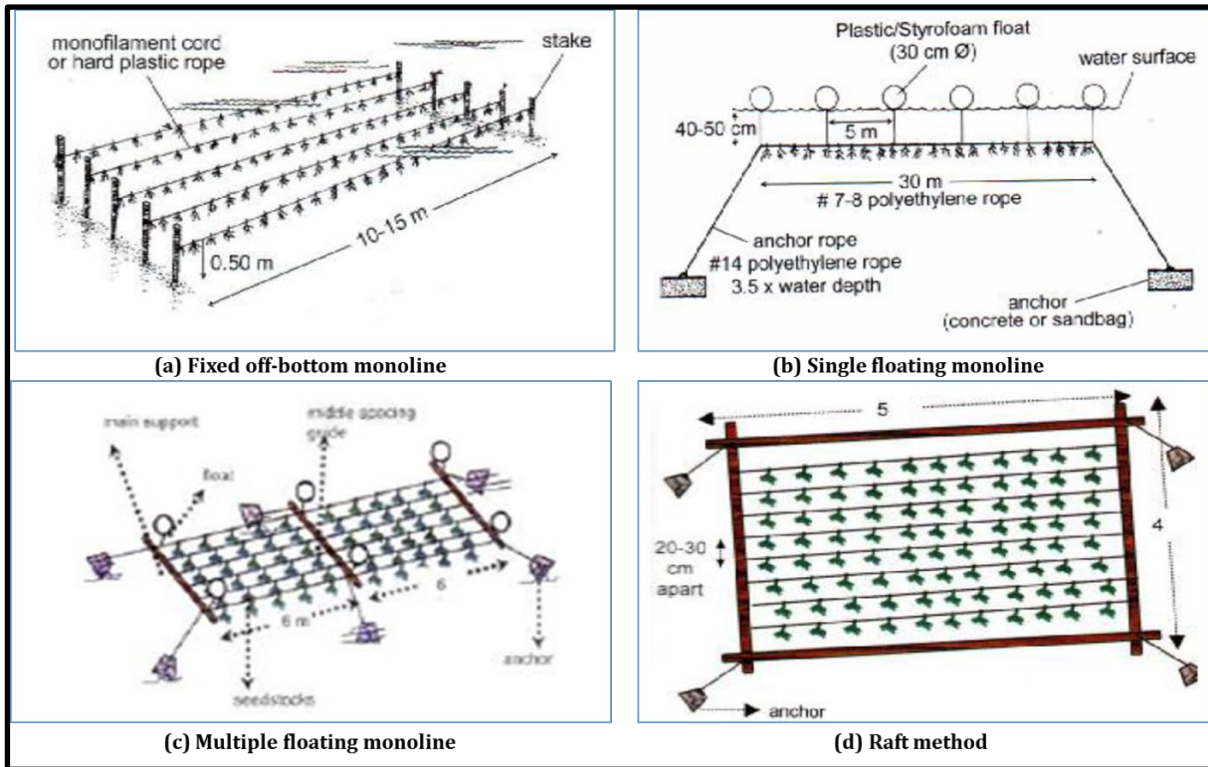 monofilament cord
or hard plastic rope
stake
10-15 m
0.50 m
(a) Fixed off-bottom monoline
Plastic/Styrofoam float
(30 cm Ø)
water surface
40-50 cm
5 m
30 m
# 7-8 polyethylene rope
anchor rope
#14 polyethylene rope
3.5 x water depth
anchor
(concrete or sandbag)
(b) Single floating monoline
main support
middle spacing
guide
float
6
6 m
anchor
seedstocks
(c) Multiple floating monoline
5
4
20-30
cm
apart
anchor
(d) Raft method